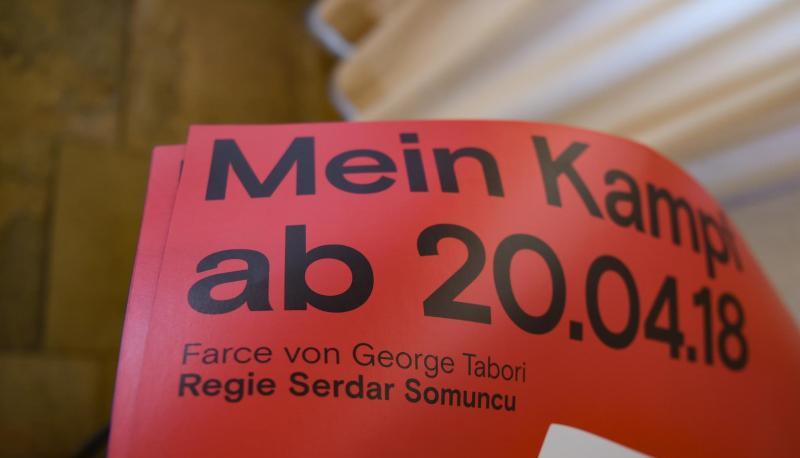 Mein Kampf
ab 20.04.18
Farce von George Tabori
Regie Serdar Somuncu